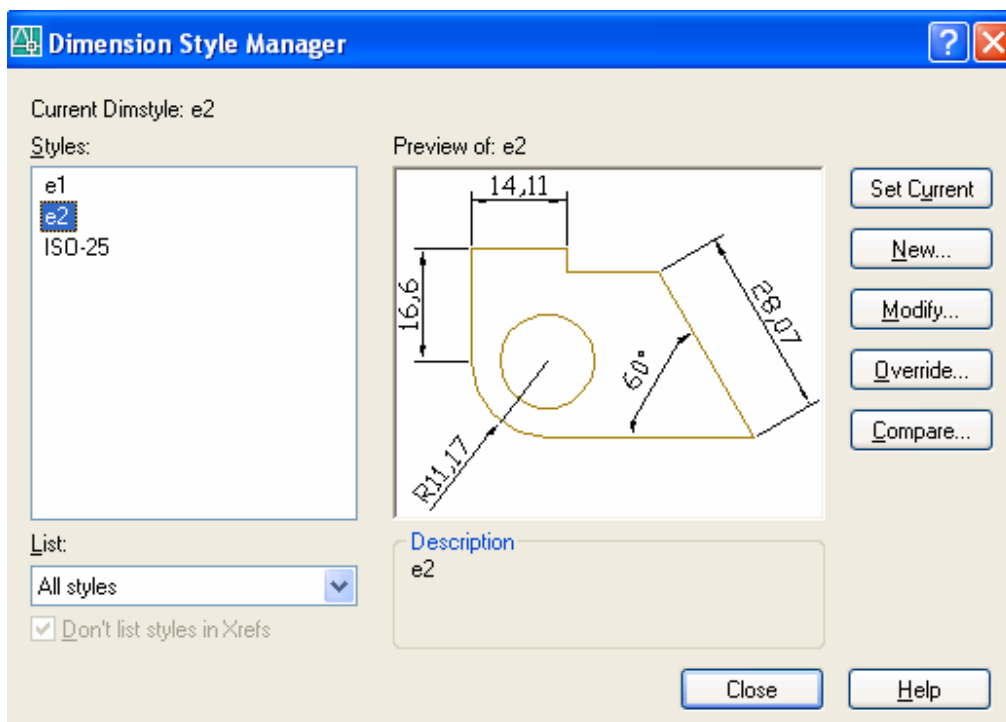 Dimension Style Manager
Current Dimstyle: e2
Styles:
e1
e2
ISO-25
Preview of: e2
14,11
16,6
28,07
60°
R11,17
Set Current
New...
Modify...
Override...
Compare...
List:
All styles
Don't list styles in Xrefs
Description
e2
Close
Help